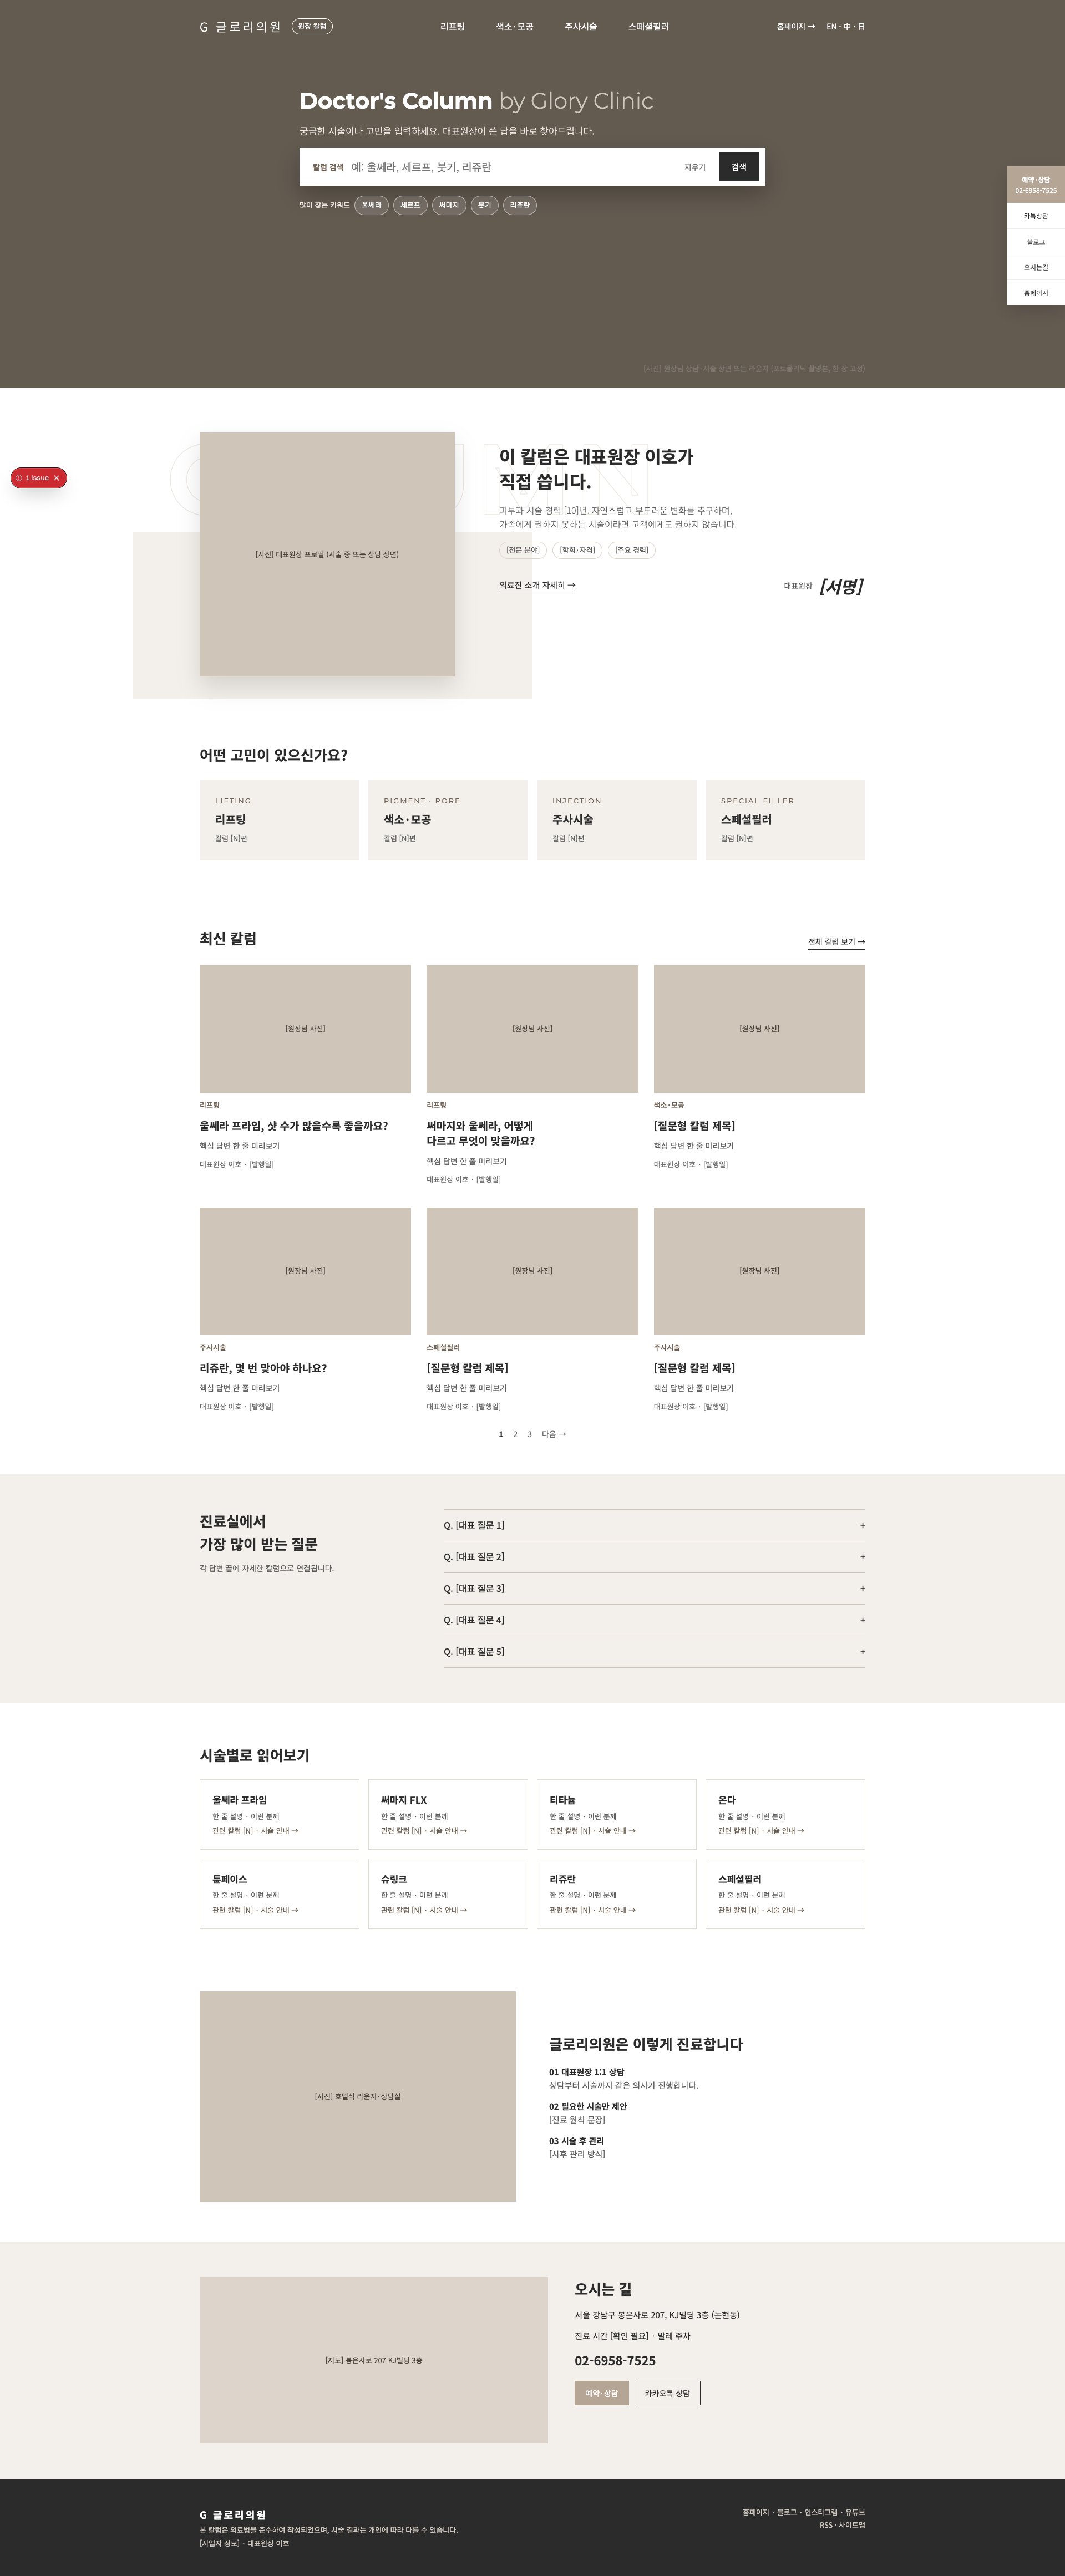 G 글로리의원 원장 칼럼 리프팅 색소·모공 주사시술 스페셜필러 홈페이지 → EN · 中 · 日
Doctor's Column by Glory Clinic
궁금한 시술이나 고민을 입력하세요. 대표원장이 쓴 답을 바로 찾아드립니다.
칼럼 검색 예: 울쎄라, 세르프, 붓기, 리쥬란 지우기 검색
많이 찾는 키워드 울쎄라 세르프 써마지 붓기 리쥬란
예약·상담
02-6958-7525
카톡상담
블로그
오시는길
홈페이지
[사진] 원장님 상담·시술 장면 또는 라운지 (포토클리닉 촬영본, 한 장 고정)
1 Issue
[사진] 대표원장 프로필 (시술 중 또는 상담 장면)
이 칼럼은 대표원장 이호가
직접 씁니다.
피부과 시술 경력 [10]년. 자연스럽고 부드러운 변화를 추구하며,
가족에게 권하지 못하는 시술이라면 고객에게도 권하지 않습니다.
[전문 분야] [학회·자격] [주요 경력]
의료진 소개 자세히 → 대표원장 [서명]
어떤 고민이 있으신가요?
LIFTING
리프팅
칼럼 [N]편
PIGMENT · PORE
색소·모공
칼럼 [N]편
INJECTION
주사시술
칼럼 [N]편
SPECIAL FILLER
스페셜필러
칼럼 [N]편
최신 칼럼 전체 칼럼 보기 →
[원장님 사진]
리프팅
울쎄라 프라임, 샷 수가 많을수록 좋을까요?
핵심 답변 한 줄 미리보기
대표원장 이호 · [발행일]
[원장님 사진]
리프팅
써마지와 울쎄라, 어떻게
다르고 무엇이 맞을까요?
핵심 답변 한 줄 미리보기
대표원장 이호 · [발행일]
[원장님 사진]
색소·모공
[질문형 칼럼 제목]
핵심 답변 한 줄 미리보기
대표원장 이호 · [발행일]
[원장님 사진]
주사시술
리쥬란, 몇 번 맞아야 하나요?
핵심 답변 한 줄 미리보기
대표원장 이호 · [발행일]
[원장님 사진]
스페셜필러
[질문형 칼럼 제목]
핵심 답변 한 줄 미리보기
대표원장 이호 · [발행일]
[원장님 사진]
주사시술
[질문형 칼럼 제목]
핵심 답변 한 줄 미리보기
대표원장 이호 · [발행일]
1 2 3 다음 →
진료실에서
가장 많이 받는 질문
각 답변 끝에 자세한 칼럼으로 연결됩니다.
Q. [대표 질문 1] +
Q. [대표 질문 2] +
Q. [대표 질문 3] +
Q. [대표 질문 4] +
Q. [대표 질문 5] +
시술별로 읽어보기
울쎄라 프라임
한 줄 설명 · 이런 분께
관련 칼럼 [N] · 시술 안내 →
써마지 FLX
한 줄 설명 · 이런 분께
관련 칼럼 [N] · 시술 안내 →
티타늄
한 줄 설명 · 이런 분께
관련 칼럼 [N] · 시술 안내 →
온다
한 줄 설명 · 이런 분께
관련 칼럼 [N] · 시술 안내 →
튠페이스
한 줄 설명 · 이런 분께
관련 칼럼 [N] · 시술 안내 →
슈링크
한 줄 설명 · 이런 분께
관련 칼럼 [N] · 시술 안내 →
리쥬란
한 줄 설명 · 이런 분께
관련 칼럼 [N] · 시술 안내 →
스페셜필러
한 줄 설명 · 이런 분께
관련 칼럼 [N] · 시술 안내 →
[사진] 호텔식 라운지·상담실
글로리의원은 이렇게 진료합니다
01 대표원장 1:1 상담
상담부터 시술까지 같은 의사가 진행합니다.
02 필요한 시술만 제안
[진료 원칙 문장]
03 시술 후 관리
[사후 관리 방식]
[지도] 봉은사로 207 KJ빌딩 3층
오시는 길
서울 강남구 봉은사로 207, KJ빌딩 3층 (논현동)
진료 시간 [확인 필요] · 발레 주차
02-6958-7525
예약·상담 카카오톡 상담
G 글로리의원
본 칼럼은 의료법을 준수하여 작성되었으며, 시술 결과는 개인에 따라 다를 수 있습니다.
[사업자 정보] · 대표원장 이호
홈페이지 · 블로그 · 인스타그램 · 유튜브
RSS · 사이트맵